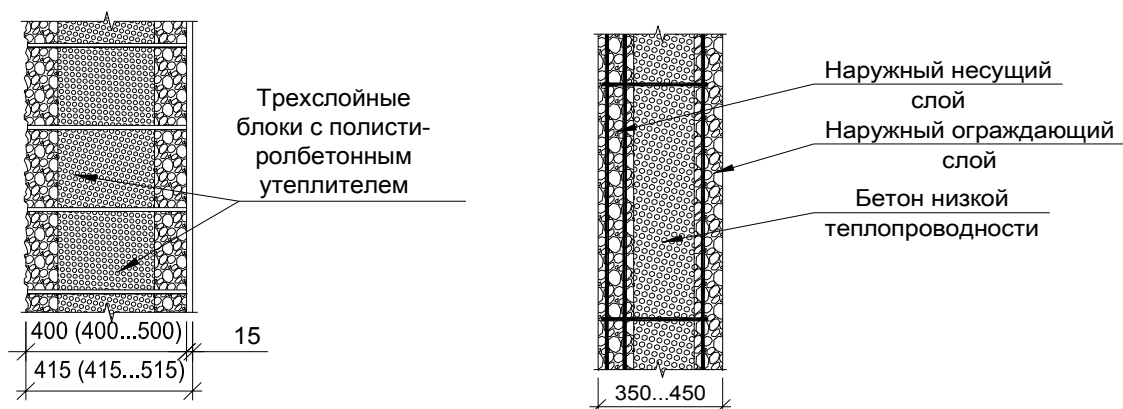 Трехслойные
блоки с полисти-
ролбетонным
утеплителем
400 (400...500)
15
415 (415...515)
Наружный несущий
слой
Наружный ограждающий
слой
Бетон низкой
теплопроводности
350...450